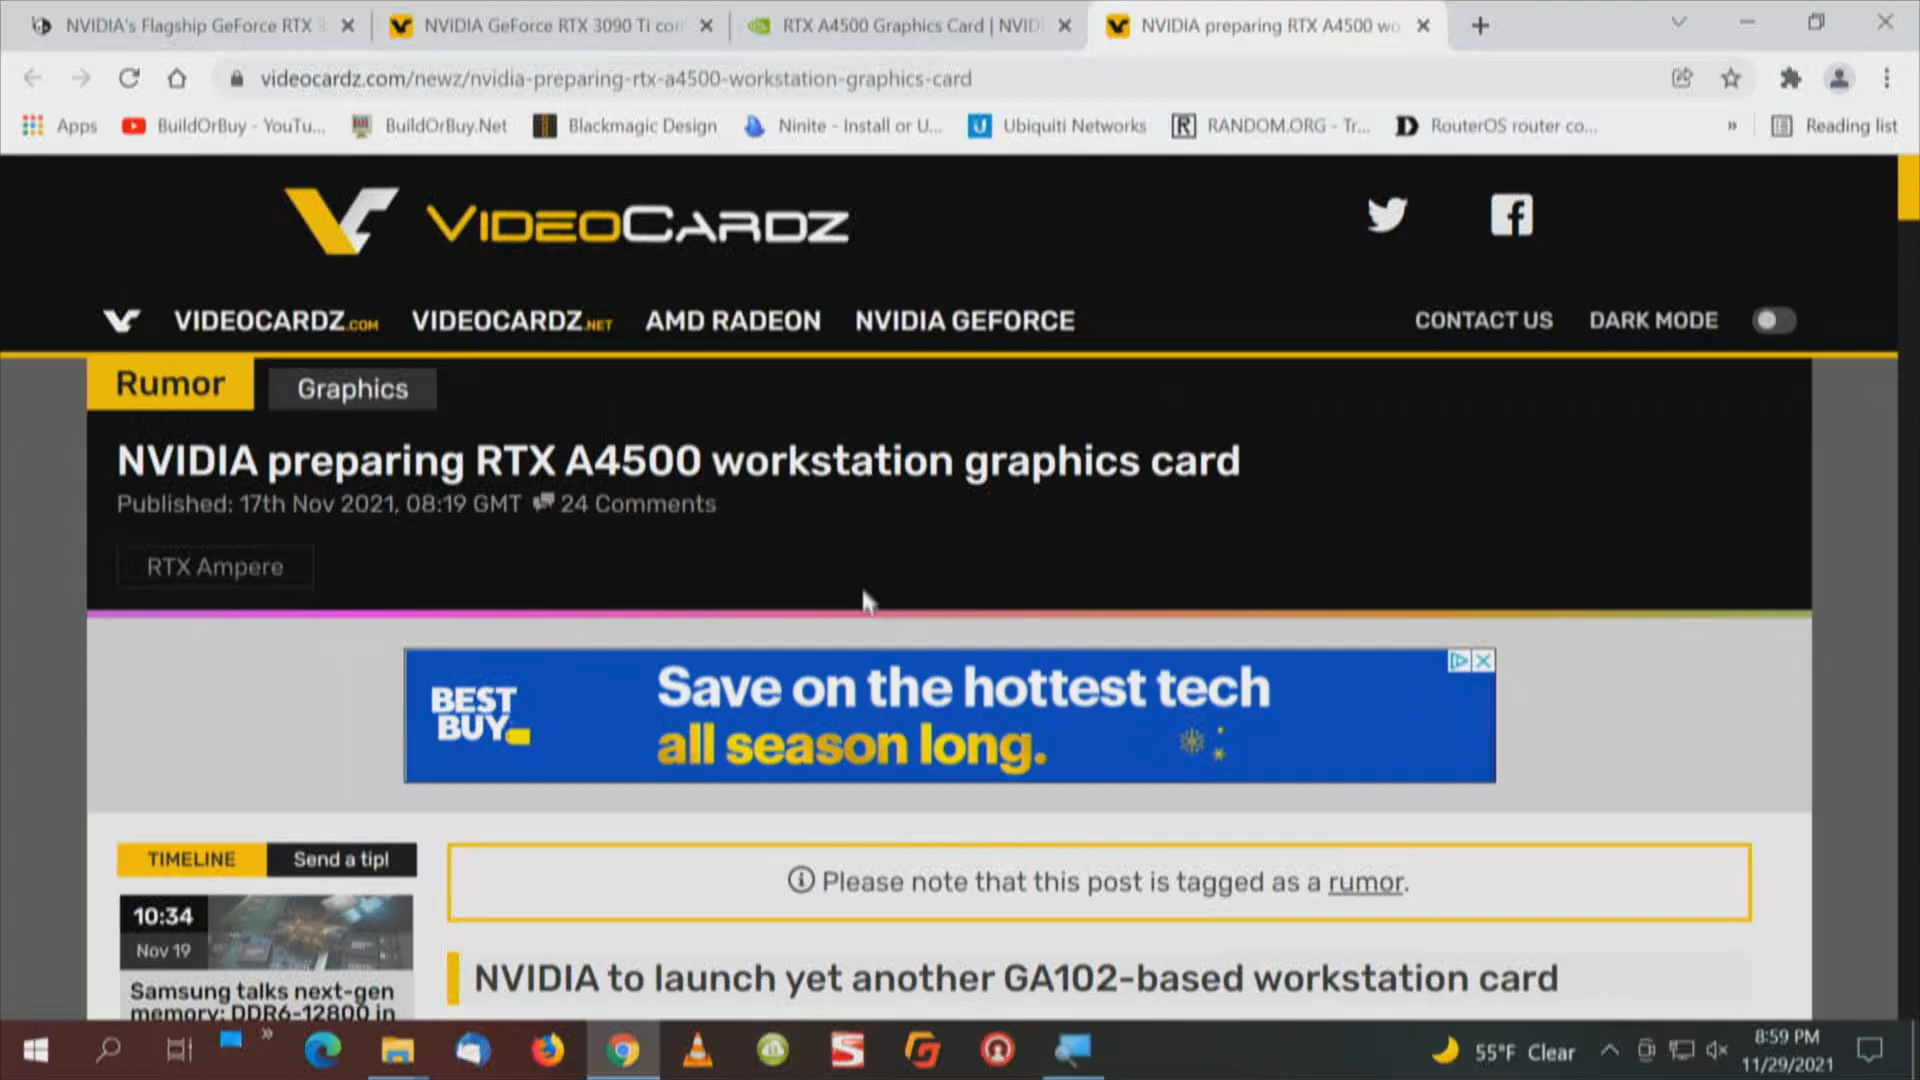 NVIDIA's Flagship GeForce RTX
NVIDIA GeForce RTX 3090 Ti con
RTX A4500 Graphics Card | NVID
NVIDIA preparing RTX A4500 wo
videocardz.com/newz/nvidia-preparing-rtx-a4500-workstation-graphics-card
Apps
BuildOrBuy - YouTu...
BuildOrBuy.Net
Blackmagic Design
Ninite - Install or U...
Ubiquiti Networks
RANDOM.ORG - Tr...
RouterOS router co...
»
Reading list
VIDEOCARDZ
VIDEOCARDZ.COM
VIDEOCARDZ.NET
AMD RADEON
NVIDIA GEFORCE
CONTACT US
DARK MODE
Rumor
Graphics
NVIDIA preparing RTX A4500 workstation graphics card
Published: 17th Nov 2021, 08:19 GMT 24 Comments
RTX Ampere
BEST
BUY
Save on the hottest tech
all season long.
TIMELINE
Send a tip!
Please note that this post is tagged as a rumor.
10:34
Nov 19
Samsung talks next-gen
memory: DDR6-12800 in
NVIDIA to launch yet another GA102-based workstation card
55°F Clear
8:59 PM
11/29/2021